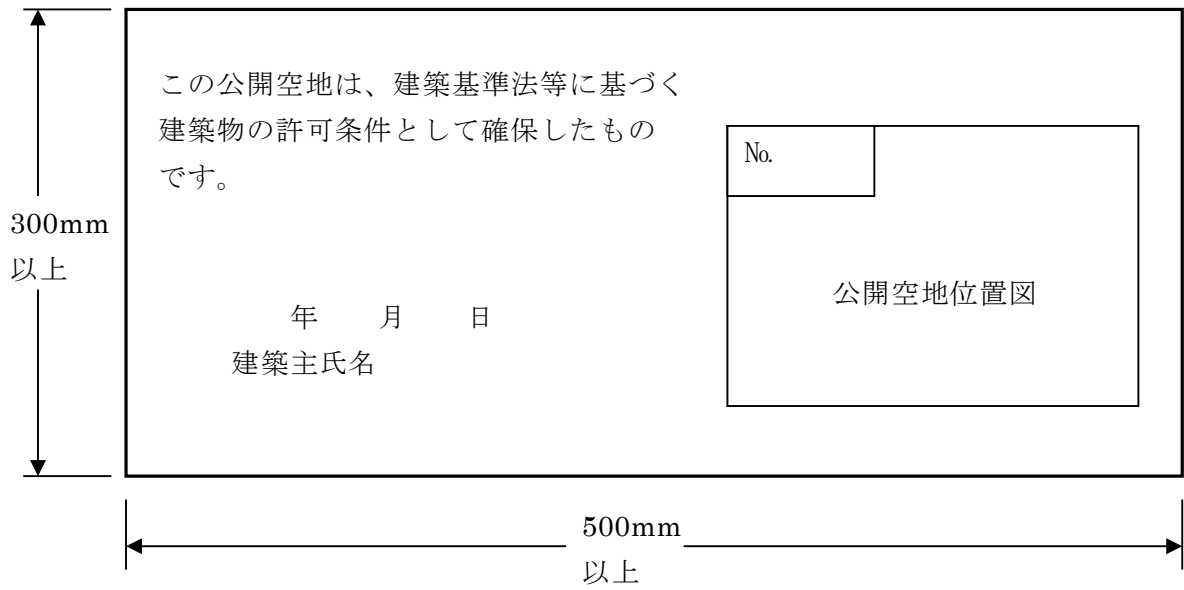 この公開空地は、建築基準法等に基づく
建築物の許可条件として確保したもの
です。
年　　月　　日
建築主氏名
№
公開空地位置図
300mm
以上
500mm
以上